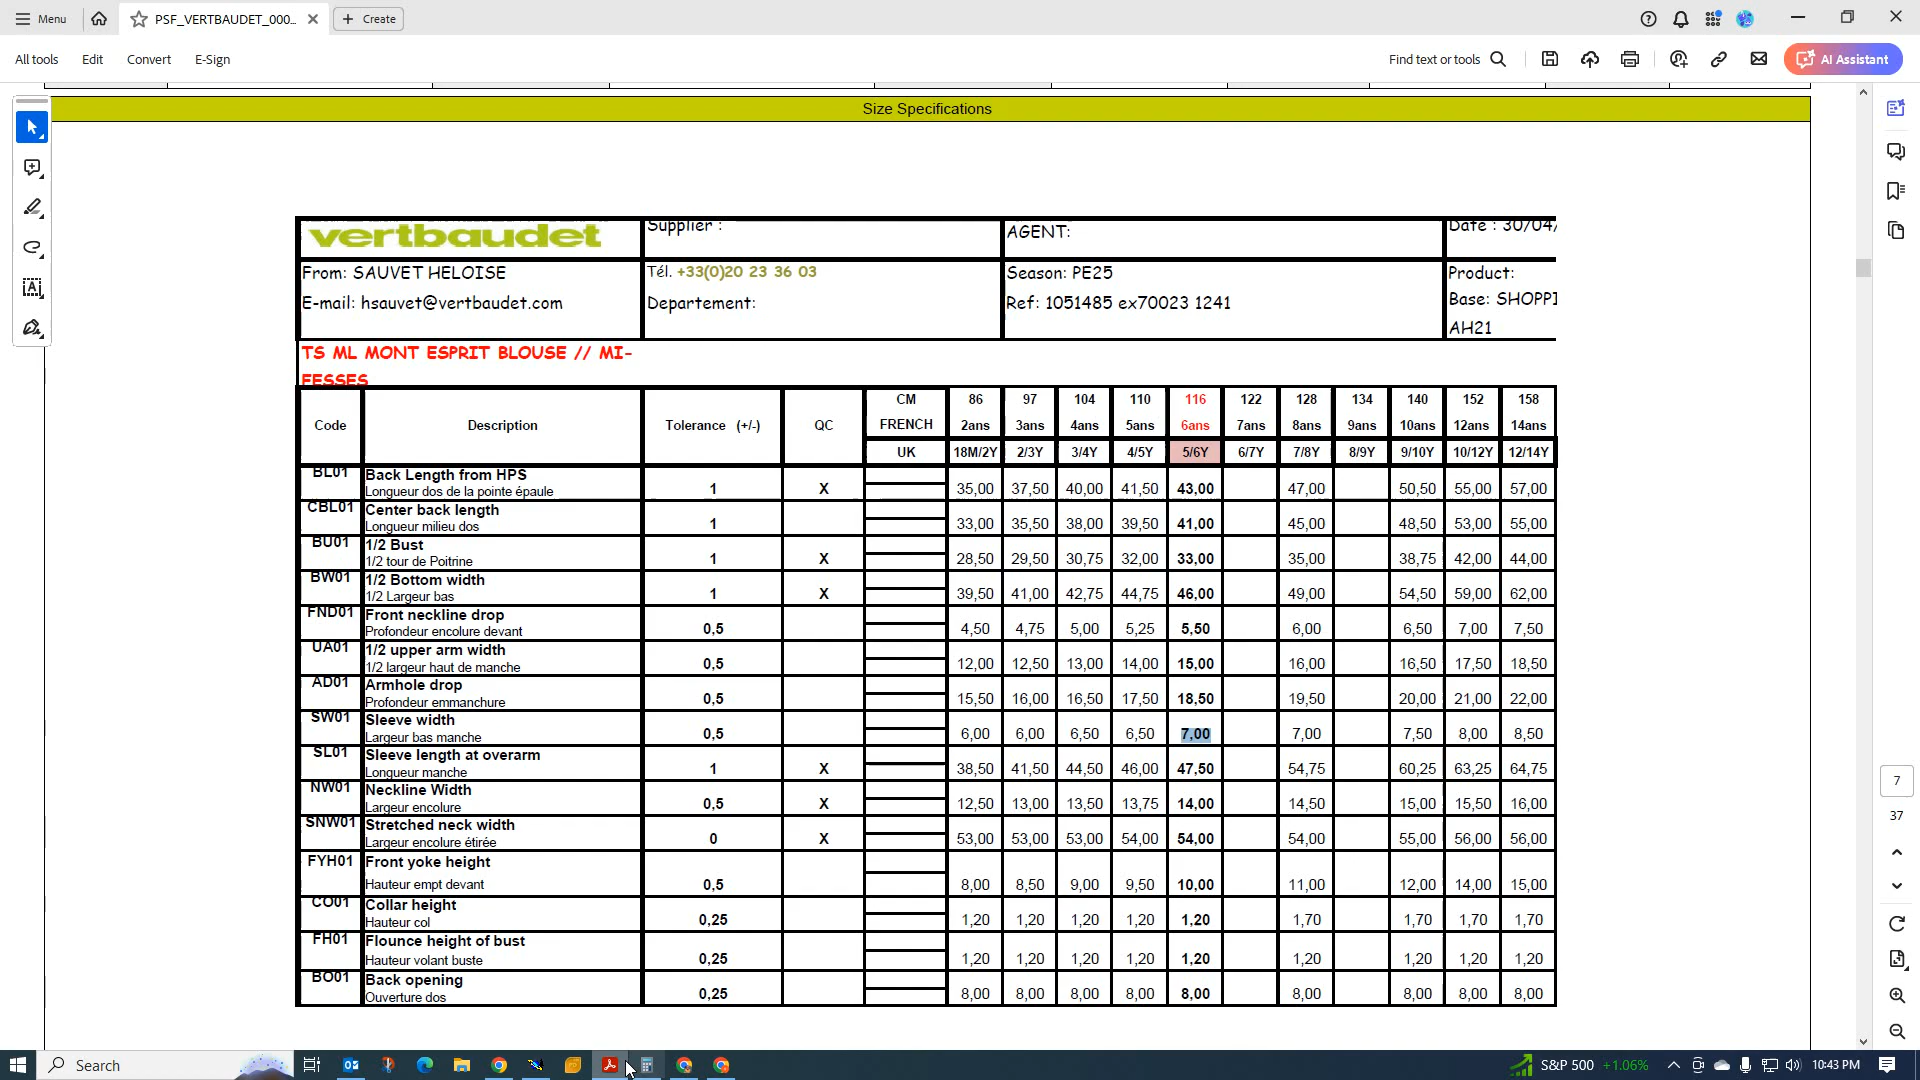 Menu PSF_VERTBAUDET_000... Create
All tools Edit Convert E-Sign Find text or tools AI Assistant
Size Specifications
vertbaudet Supplier : AGENT: Date : 30/04/
From: SAUVET HELOISE Tél. +33(0)20 23 36 03 Season: PE25 Product:
E-mail: hsauvet@vertbaudet.com Departement: Ref: 1051485 ex70023 1241 Base: SHOPPI
AH21
TS ML MONT ESPRIT BLOUSE // MI-
FESSES
CM 86 97 104 110 116 122 128 134 140 152 158
Code Description Tolerance (+/-) QC FRENCH 2ans 3ans 4ans 5ans 6ans 7ans 8ans 9ans 10ans 12ans 14ans
UK 18M/2Y 2/3Y 3/4Y 4/5Y 5/6Y 6/7Y 7/8Y 8/9Y 9/10Y 10/12Y 12/14Y
BL01 Back Length from HPS
Longueur dos de la pointe épaule 1 X 35,00 37,50 40,00 41,50 43,00 47,00 50,50 55,00 57,00
CBL01 Center back length
Longueur milieu dos 1 33,00 35,50 38,00 39,50 41,00 45,00 48,50 53,00 55,00
BU01 1/2 Bust
1/2 tour de Poitrine 1 X 28,50 29,50 30,75 32,00 33,00 35,00 38,75 42,00 44,00
BW01 1/2 Bottom width
1/2 Largeur bas 1 X 39,50 41,00 42,75 44,75 46,00 49,00 54,50 59,00 62,00
FND01 Front neckline drop
Profondeur encolure devant 0,5 4,50 4,75 5,00 5,25 5,50 6,00 6,50 7,00 7,50
UA01 1/2 upper arm width
1/2 largeur haut de manche 0,5 12,00 12,50 13,00 14,00 15,00 16,00 16,50 17,50 18,50
AD01 Armhole drop
Profondeur emmanchure 0,5 15,50 16,00 16,50 17,50 18,50 19,50 20,00 21,00 22,00
SW01 Sleeve width
Largeur bas manche 0,5 6,00 6,00 6,50 6,50 7,00 7,00 7,50 8,00 8,50
SL01 Sleeve length at overarm
Longueur manche 1 X 38,50 41,50 44,50 46,00 47,50 54,75 60,25 63,25 64,75
NW01 Neckline Width
Largeur encolure 0,5 X 12,50 13,00 13,50 13,75 14,00 14,50 15,00 15,50 16,00
SNW01 Stretched neck width
Largeur encolure étirée 0 X 53,00 53,00 53,00 54,00 54,00 54,00 55,00 56,00 56,00
FYH01 Front yoke height
Hauteur empt devant 0,5 8,00 8,50 9,00 9,50 10,00 11,00 12,00 14,00 15,00
CO01 Collar height
Hauteur col 0,25 1,20 1,20 1,20 1,20 1,20 1,70 1,70 1,70 1,70
FH01 Flounce height of bust
Hauteur volant buste 0,25 1,20 1,20 1,20 1,20 1,20 1,20 1,20 1,20 1,20
BO01 Back opening
Ouverture dos 0,25 8,00 8,00 8,00 8,00 8,00 8,00 8,00 8,00 8,00
7
37
Search S&P 500 +1.06% 10:43 PM